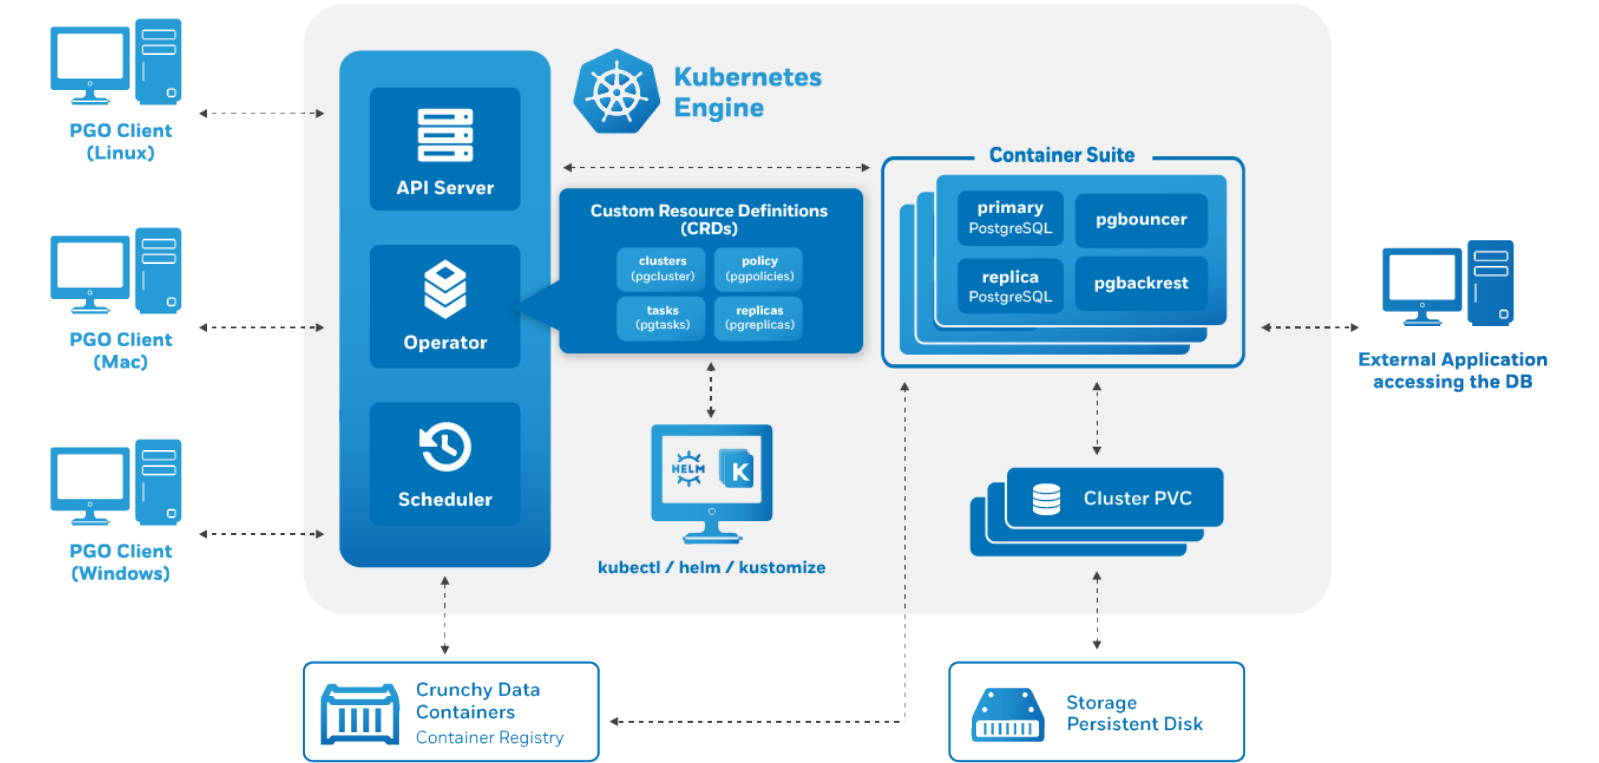 PGO Client
(Linux)
PGO Client
(Mac)
PGO Client
(Windows)
API Server
Operator
Scheduler
Kubernetes
Engine
Custom Resource Definitions
(CRDs)
clusters
(pgcluster)
policy
(pgpolicies)
tasks
(pgtasks)
replicas
(pgreplicas)
HELM
K
kubectl / helm / kustomize
Container Suite
primary
PostgreSQL
pgbouncer
replica
PostgreSQL
pgbackrest
Cluster PVC
External Application
accessing the DB
Crunchy Data
Containers
Container Registry
Storage
Persistent Disk